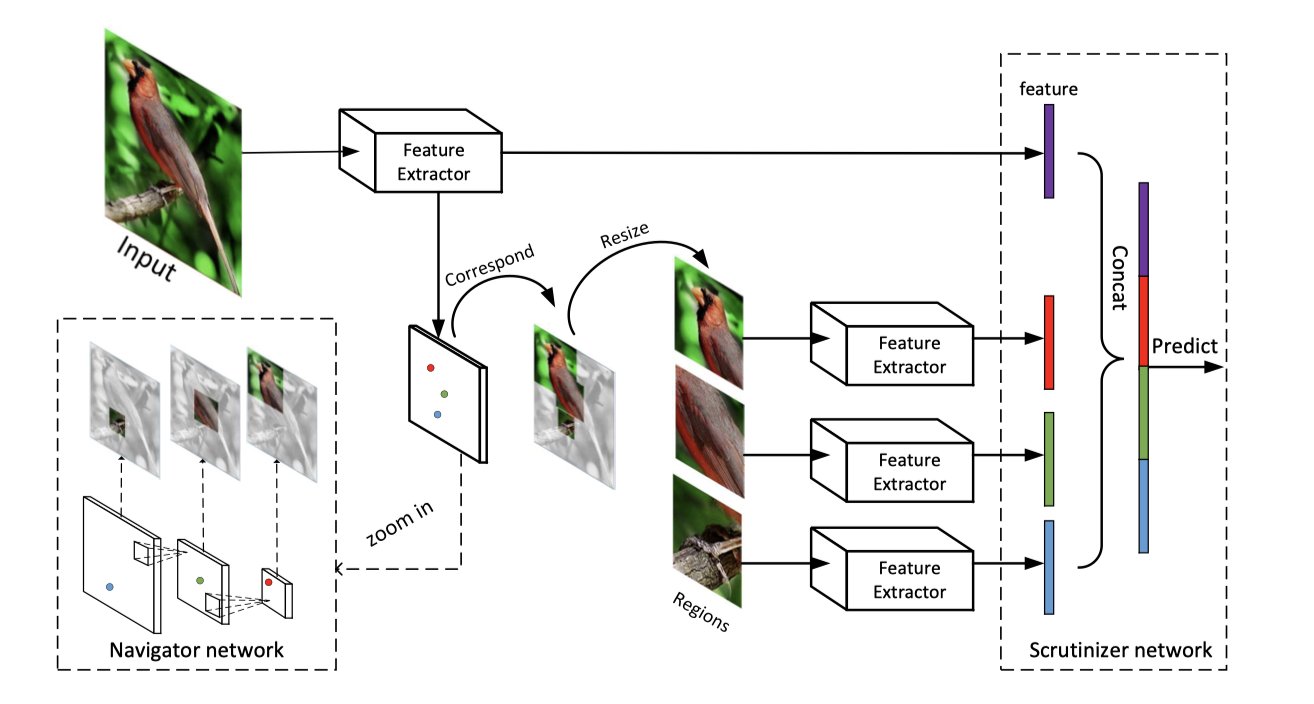 feature
Feature
Extractor
Input
Correspond
Resize
Concat
Feature
Extractor
Predict
Feature
Extractor
zoom in
Feature
Extractor
Regions
Navigator network
Scrutinizer network